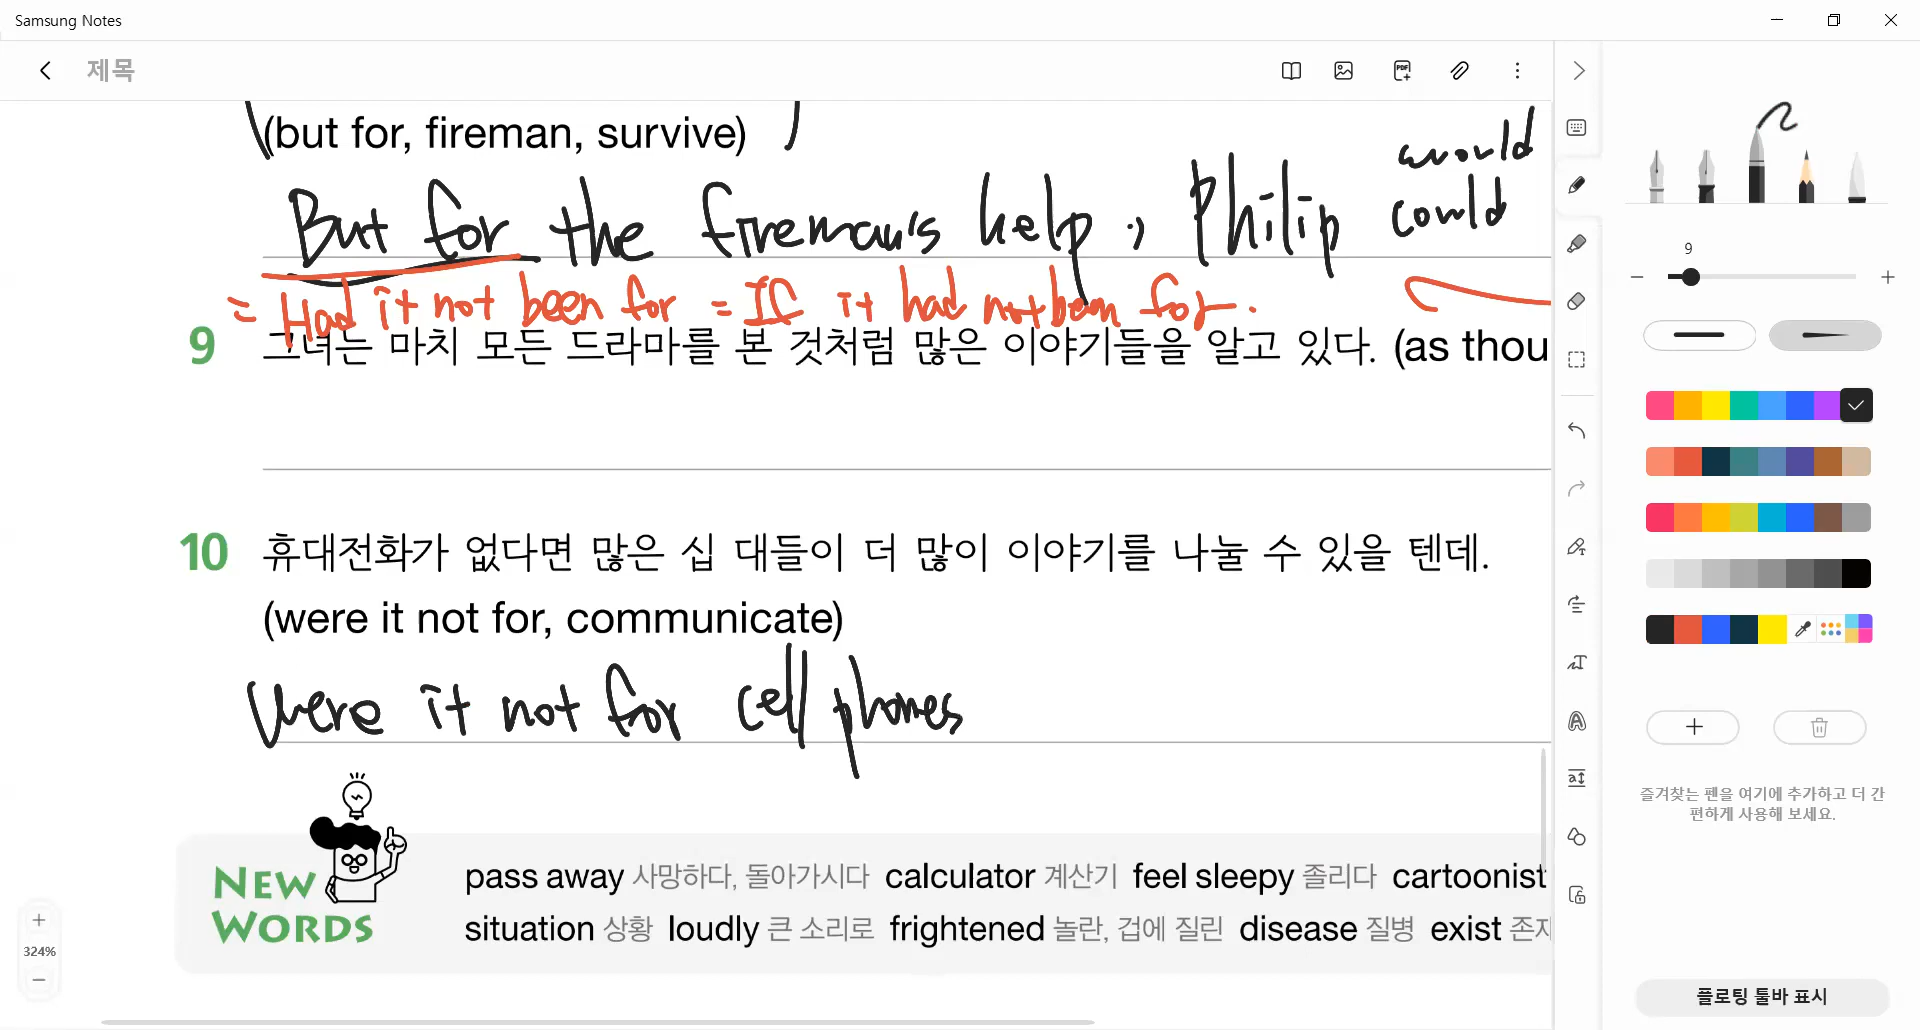 Samsung Notes
제목
(but for, fireman, survive)
would
But for the fireman's help, Philip could
= Had it not been for = If it had not been for
9 그녀는 마치 모든 드라마를 본 것처럼 많은 이야기들을 알고 있다. (as thou
10 휴대전화가 없다면 많은 십 대들이 더 많이 이야기를 나눌 수 있을 텐데.
(were it not for, communicate)
Were it not for cell phones
NEW WORDS
pass away 사망하다, 돌아가시다 calculator 계산기 feel sleepy 졸리다 cartoonist
situation 상황 loudly 큰 소리로 frightened 놀란, 겁에 질린 disease 질병 exist 존재
324%
9
즐겨찾는 펜을 여기에 추가하고 더 간
편하게 사용해 보세요.
플로팅 툴바 표시